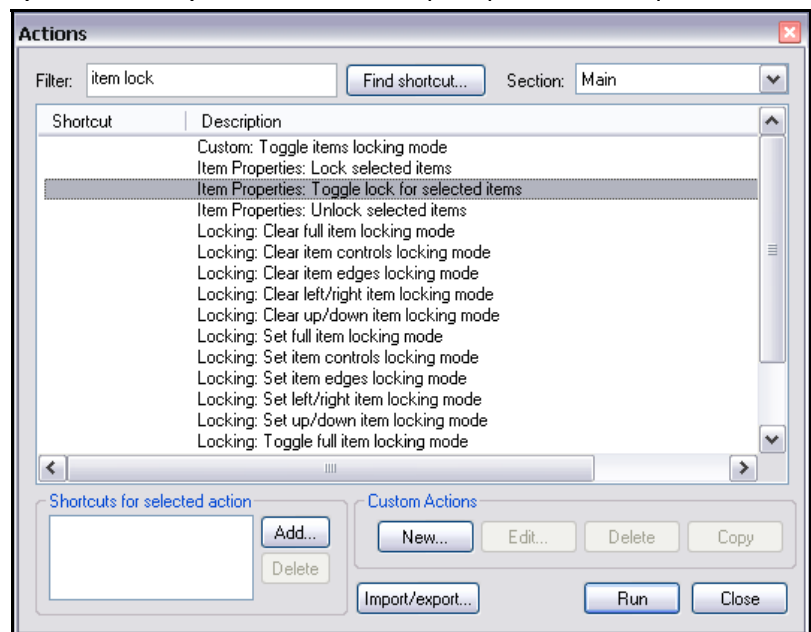 Actions
Filter: item lock Find shortcut... Section: Main
Shortcut Description
Custom: Toggle items locking mode
Item Properties: Lock selected items
Item Properties: Toggle lock for selected items
Item Properties: Unlock selected items
Locking: Clear full item locking mode
Locking: Clear item controls locking mode
Locking: Clear item edges locking mode
Locking: Clear left/right item locking mode
Locking: Clear up/down item locking mode
Locking: Set full item locking mode
Locking: Set item controls locking mode
Locking: Set item edges locking mode
Locking: Set left/right item locking mode
Locking: Set up/down item locking mode
Locking: Toggle full item locking mode
Shortcuts for selected action Custom Actions
Add... New... Edit... Delete Copy
Delete
Import/export... Run Close